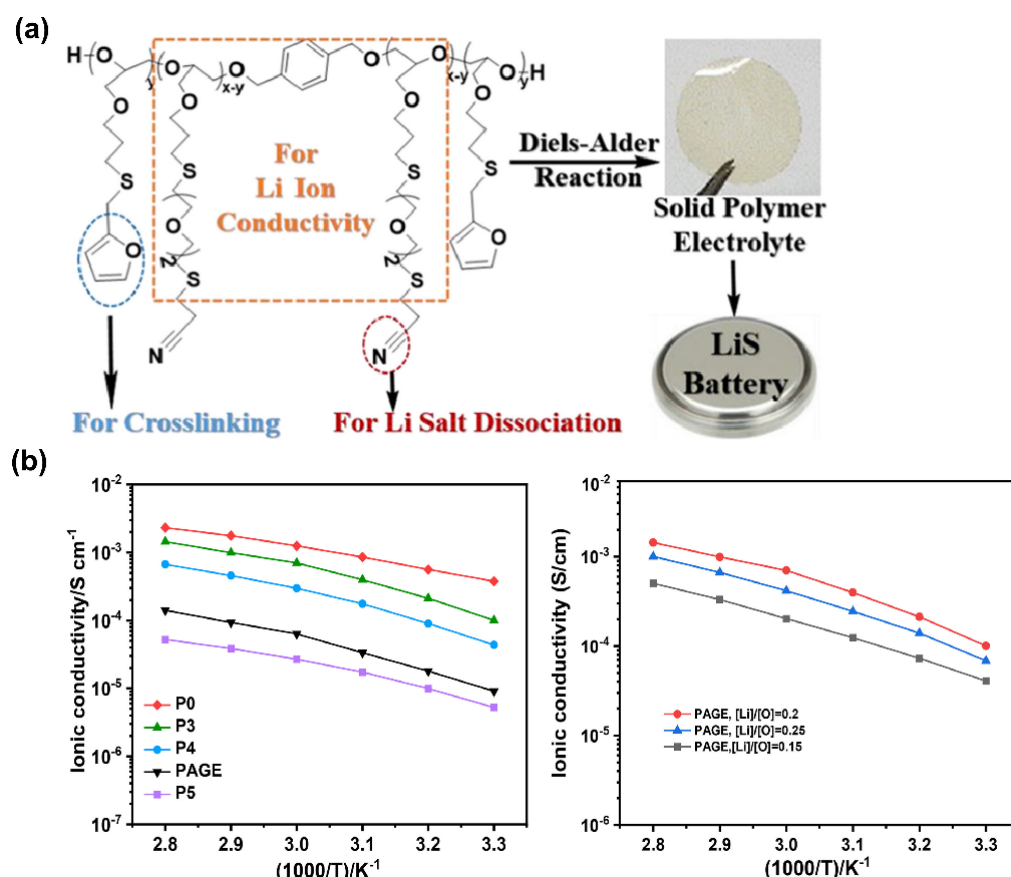 (a)
H
O
y
O
x-y
O
O
O
x-y
O
y
H
O
O
O
O
S
S
S
S
For
Li Ion
Conductivity
Diels-Alder
Reaction
O
O
2
S
O
2
S
O
N
N
Solid Polymer
Electrolyte
LiS
Battery
For Crosslinking
For Li Salt Dissociation
(b)
Ionic conductivity/S cm-1
10-2
10-3
10-4
10-5
10-6
10-7
P0
P3
P4
PAGE
P5
2.8 2.9 3.0 3.1 3.2 3.3
(1000/T)/K-1
Ionic conductivity (S/cm)
10-2
10-3
10-4
10-5
10-6
PAGE, [Li]/[O]=0.2
PAGE, [Li]/[O]=0.25
PAGE,[Li]/[O]=0.15
2.8 2.9 3.0 3.1 3.2 3.3
(1000/T)/K-1